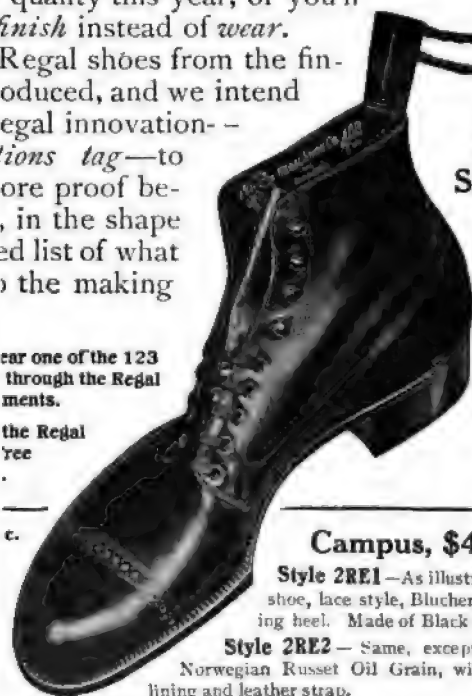 quality this year, or you'll
finish instead of wear.
Regal shoes from the fin-
oduced, and we intend
egal innovation- -
tions tag—to
ore proof be-
, in the shape
ed list of what
o the making
ear one of the 123
through the Regal
ments.
the Regal
ree
.
c.
S
Campus, $4
Style 2RE1—As illust
shoe, lace style, Blucher
ing heel. Made of Black
Style 2RE2—Same, excep
Norwegian Russet Oil Grain, wi
lining and leather strap.